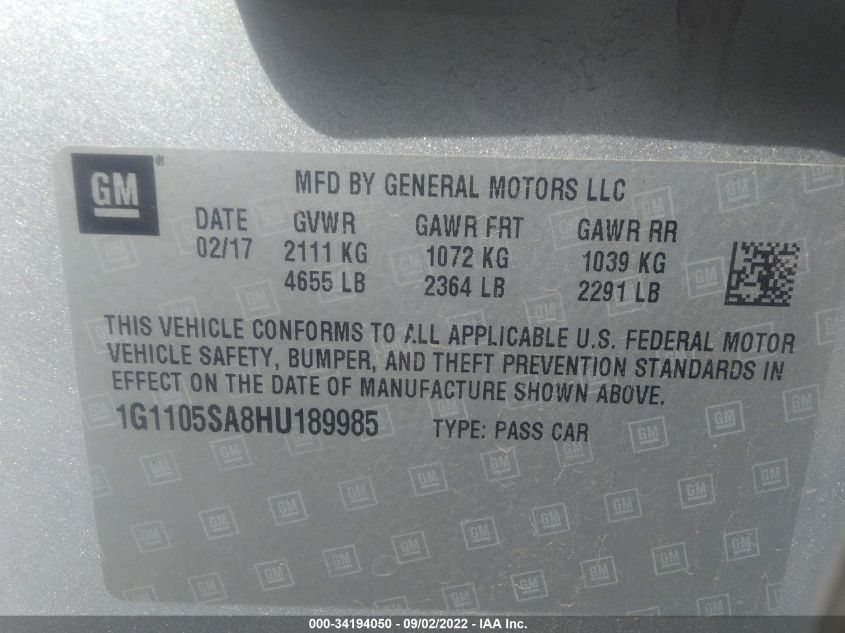 GM ® MFD BY GENERAL MOTORS LLC
DATE GVWR GAWR FRT GAWR RR
02/17 2111 KG 1072 KG 1039 KG
4655 LB 2364 LB 2291 LB
THIS VEHICLE CONFORMS TO ALL APPLICABLE U.S. FEDERAL MOTOR
VEHICLE SAFETY, BUMPER, AND THEFT PREVENTION STANDARDS IN
EFFECT ON THE DATE OF MANUFACTURE SHOWN ABOVE.
1G1105SA8HU189985 TYPE: PASS CAR
000-34194050 - 09/02/2022 - IAA Inc.